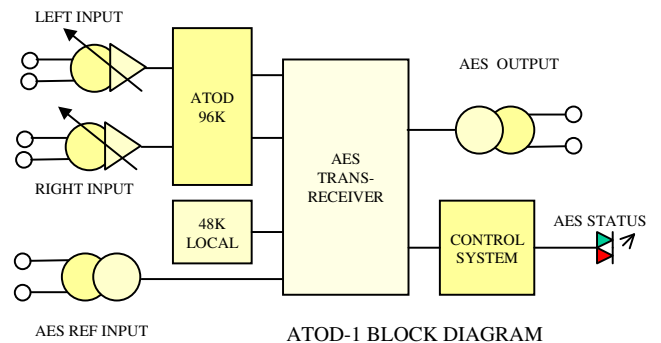 LEFT INPUT
ATOD
96K
RIGHT INPUT
48K
LOCAL
AES REF INPUT
AES
TRANS-
RECEIVER
AES OUTPUT
CONTROL
SYSTEM
AES STATUS
ATOD-1 BLOCK DIAGRAM